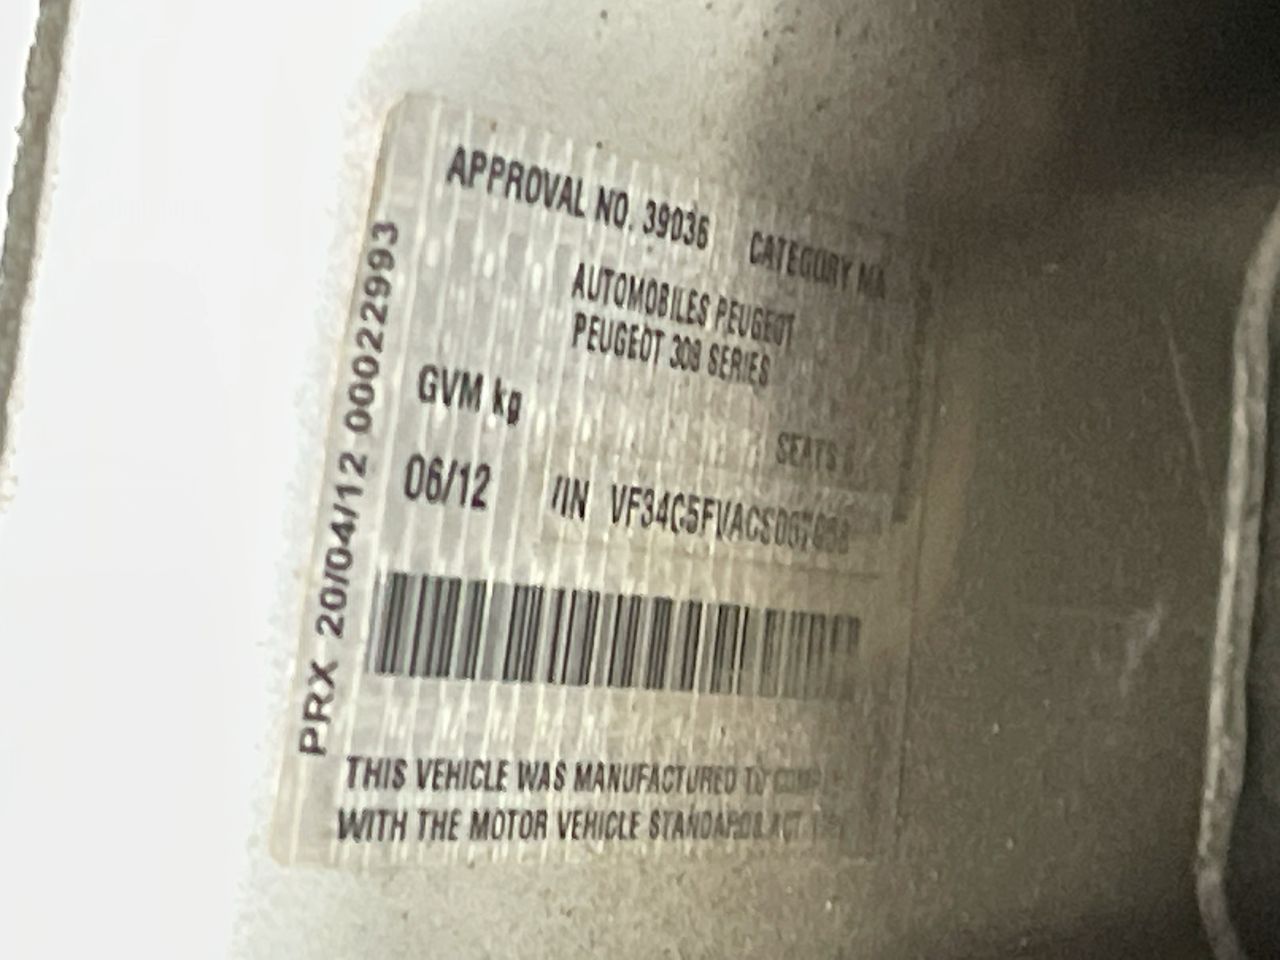 APPROVAL NO. 39036 CATEGORY MA
AUTOMOBILES PEUGEOT
PEUGEOT 308 SERIES
GVM kg
SEATS
06/12 VIN
THIS VEHICLE WAS MANUFACTURED TO COMPLY
WITH THE MOTOR VEHICLE STANDARDS ACT
PRX 20/04/12 00022993